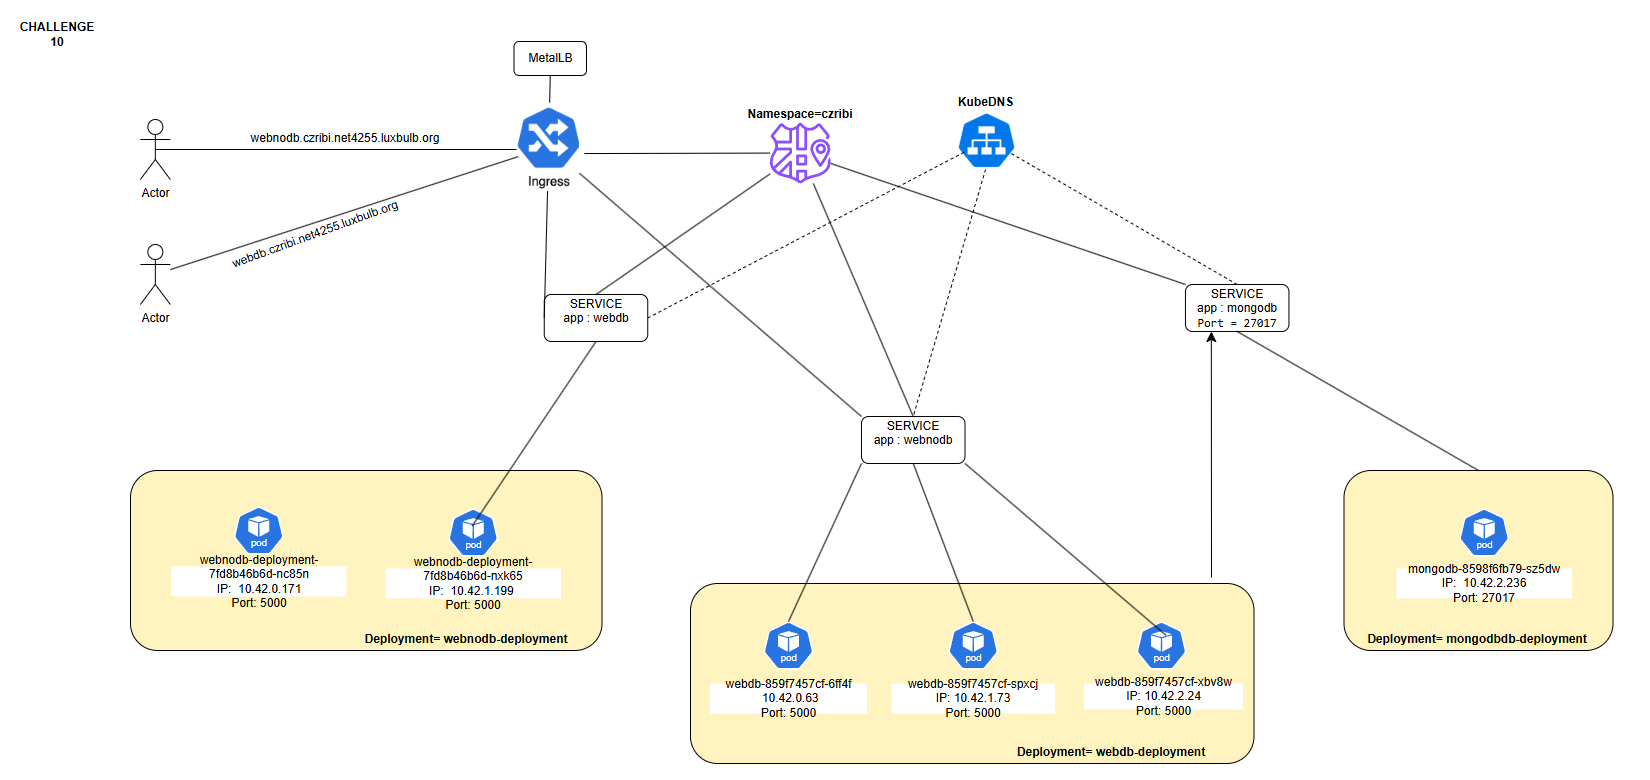 CHALLENGE
10
MetalLB
KubeDNS
Namespace=czribi
webnodb.czribi.net4255.luxbulb.org
Ingress
Actor
webdb.czribi.net4255.luxbulb.org
Actor
SERVICE
app : webdb
SERVICE
app : mongodb
Port = 27017
SERVICE
app : webnodb
pod
webnodb-deployment-
7fd8b46b6d-nc85n
IP: 10.42.0.171
Port: 5000
pod
webnodb-deployment-
7fd8b46b6d-nxk65
IP: 10.42.1.199
Port: 5000
Deployment= webnodb-deployment
pod
mongodb-8598f6fb79-sz5dw
IP: 10.42.2.236
Port: 27017
Deployment= mongodbdb-deployment
pod
webdb-859f7457cf-6ff4f
10.42.0.63
Port: 5000
pod
webdb-859f7457cf-spxcj
IP: 10.42.1.73
Port: 5000
pod
webdb-859f7457cf-xbv8w
IP: 10.42.2.24
Port: 5000
Deployment= webdb-deployment